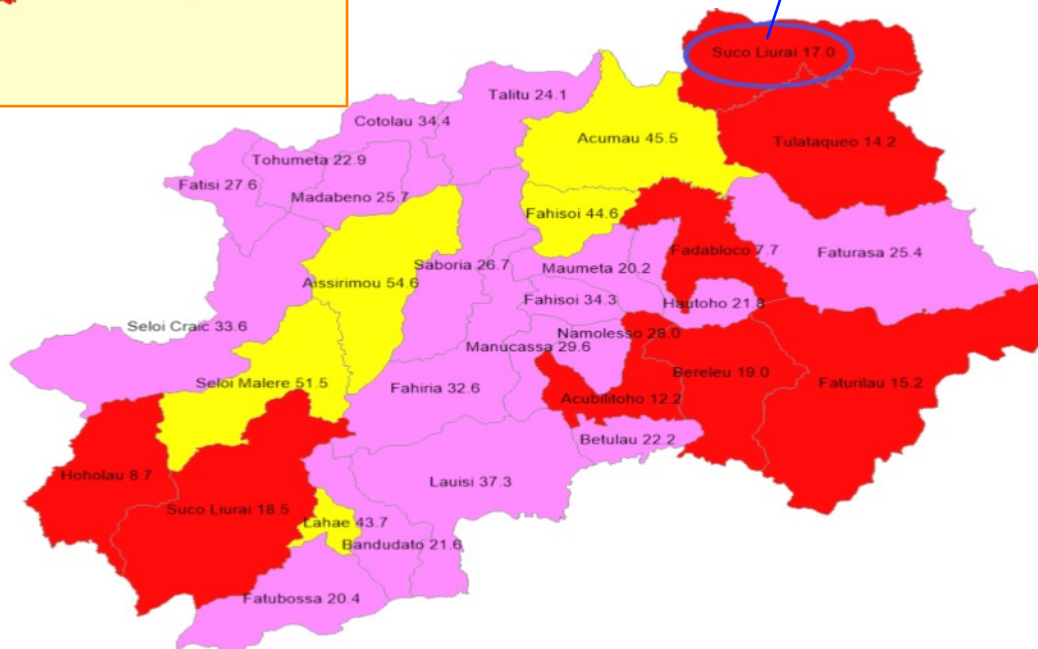 Suco Liurai 17.0
Talitu 24.1
Cotolau 34.4
Acumau 45.5
Tulataqueo 14.2
Tohumeta 22.9
Fatisi 27.6
Madabeno 25.7
Fahisoi 44.6
Fadabloco 7.7
Faturasa 25.4
Saboria 26.7
Maumeta 20.2
Aissirimou 54.6
Fahisoi 34.3
Hautoho 21.8
Seloi Craic 33.6
Namolesso 28.0
Manucassa 29.6
Bereleu 19.0
Seloi Malere 51.5
Fahiria 32.6
Faturilau 15.2
Acubilitoho 12.2
Betulau 22.2
Hoholau 8.7
Lauisi 37.3
Suco Liurai 18.5
Lahae 43.7
Bandudato 21.6
Fatubossa 20.4